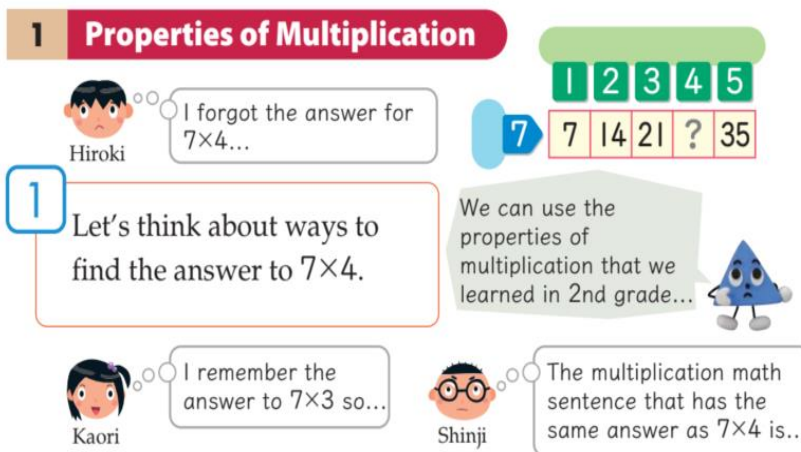 1 Properties of Multiplication
I forgot the answer for
7×4...
Hiroki
1 2 3 4 5
7 7 14 21 ? 35
1
Let's think about ways to
find the answer to 7×4.
We can use the
properties of
multiplication that we
learned in 2nd grade...
I remember the
answer to 7×3 so...
Kaori
The multiplication math
sentence that has the
same answer as 7×4 is..
Shinji